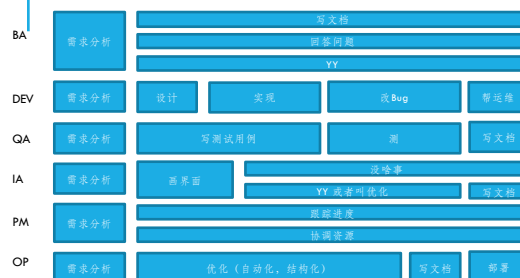 写文档
BA
需求分析
回答问题
YY
DEV
需求分析
设计
实现
改Bug
帮运维
QA
需求分析
写测试用例
测
写文档
IA
需求分析
画界面
没啥事
YY 或者叫优化
写文档
PM
需求分析
跟踪进度
协调资源
OP
需求分析
优化（自动化，结构化）
写文档
部署